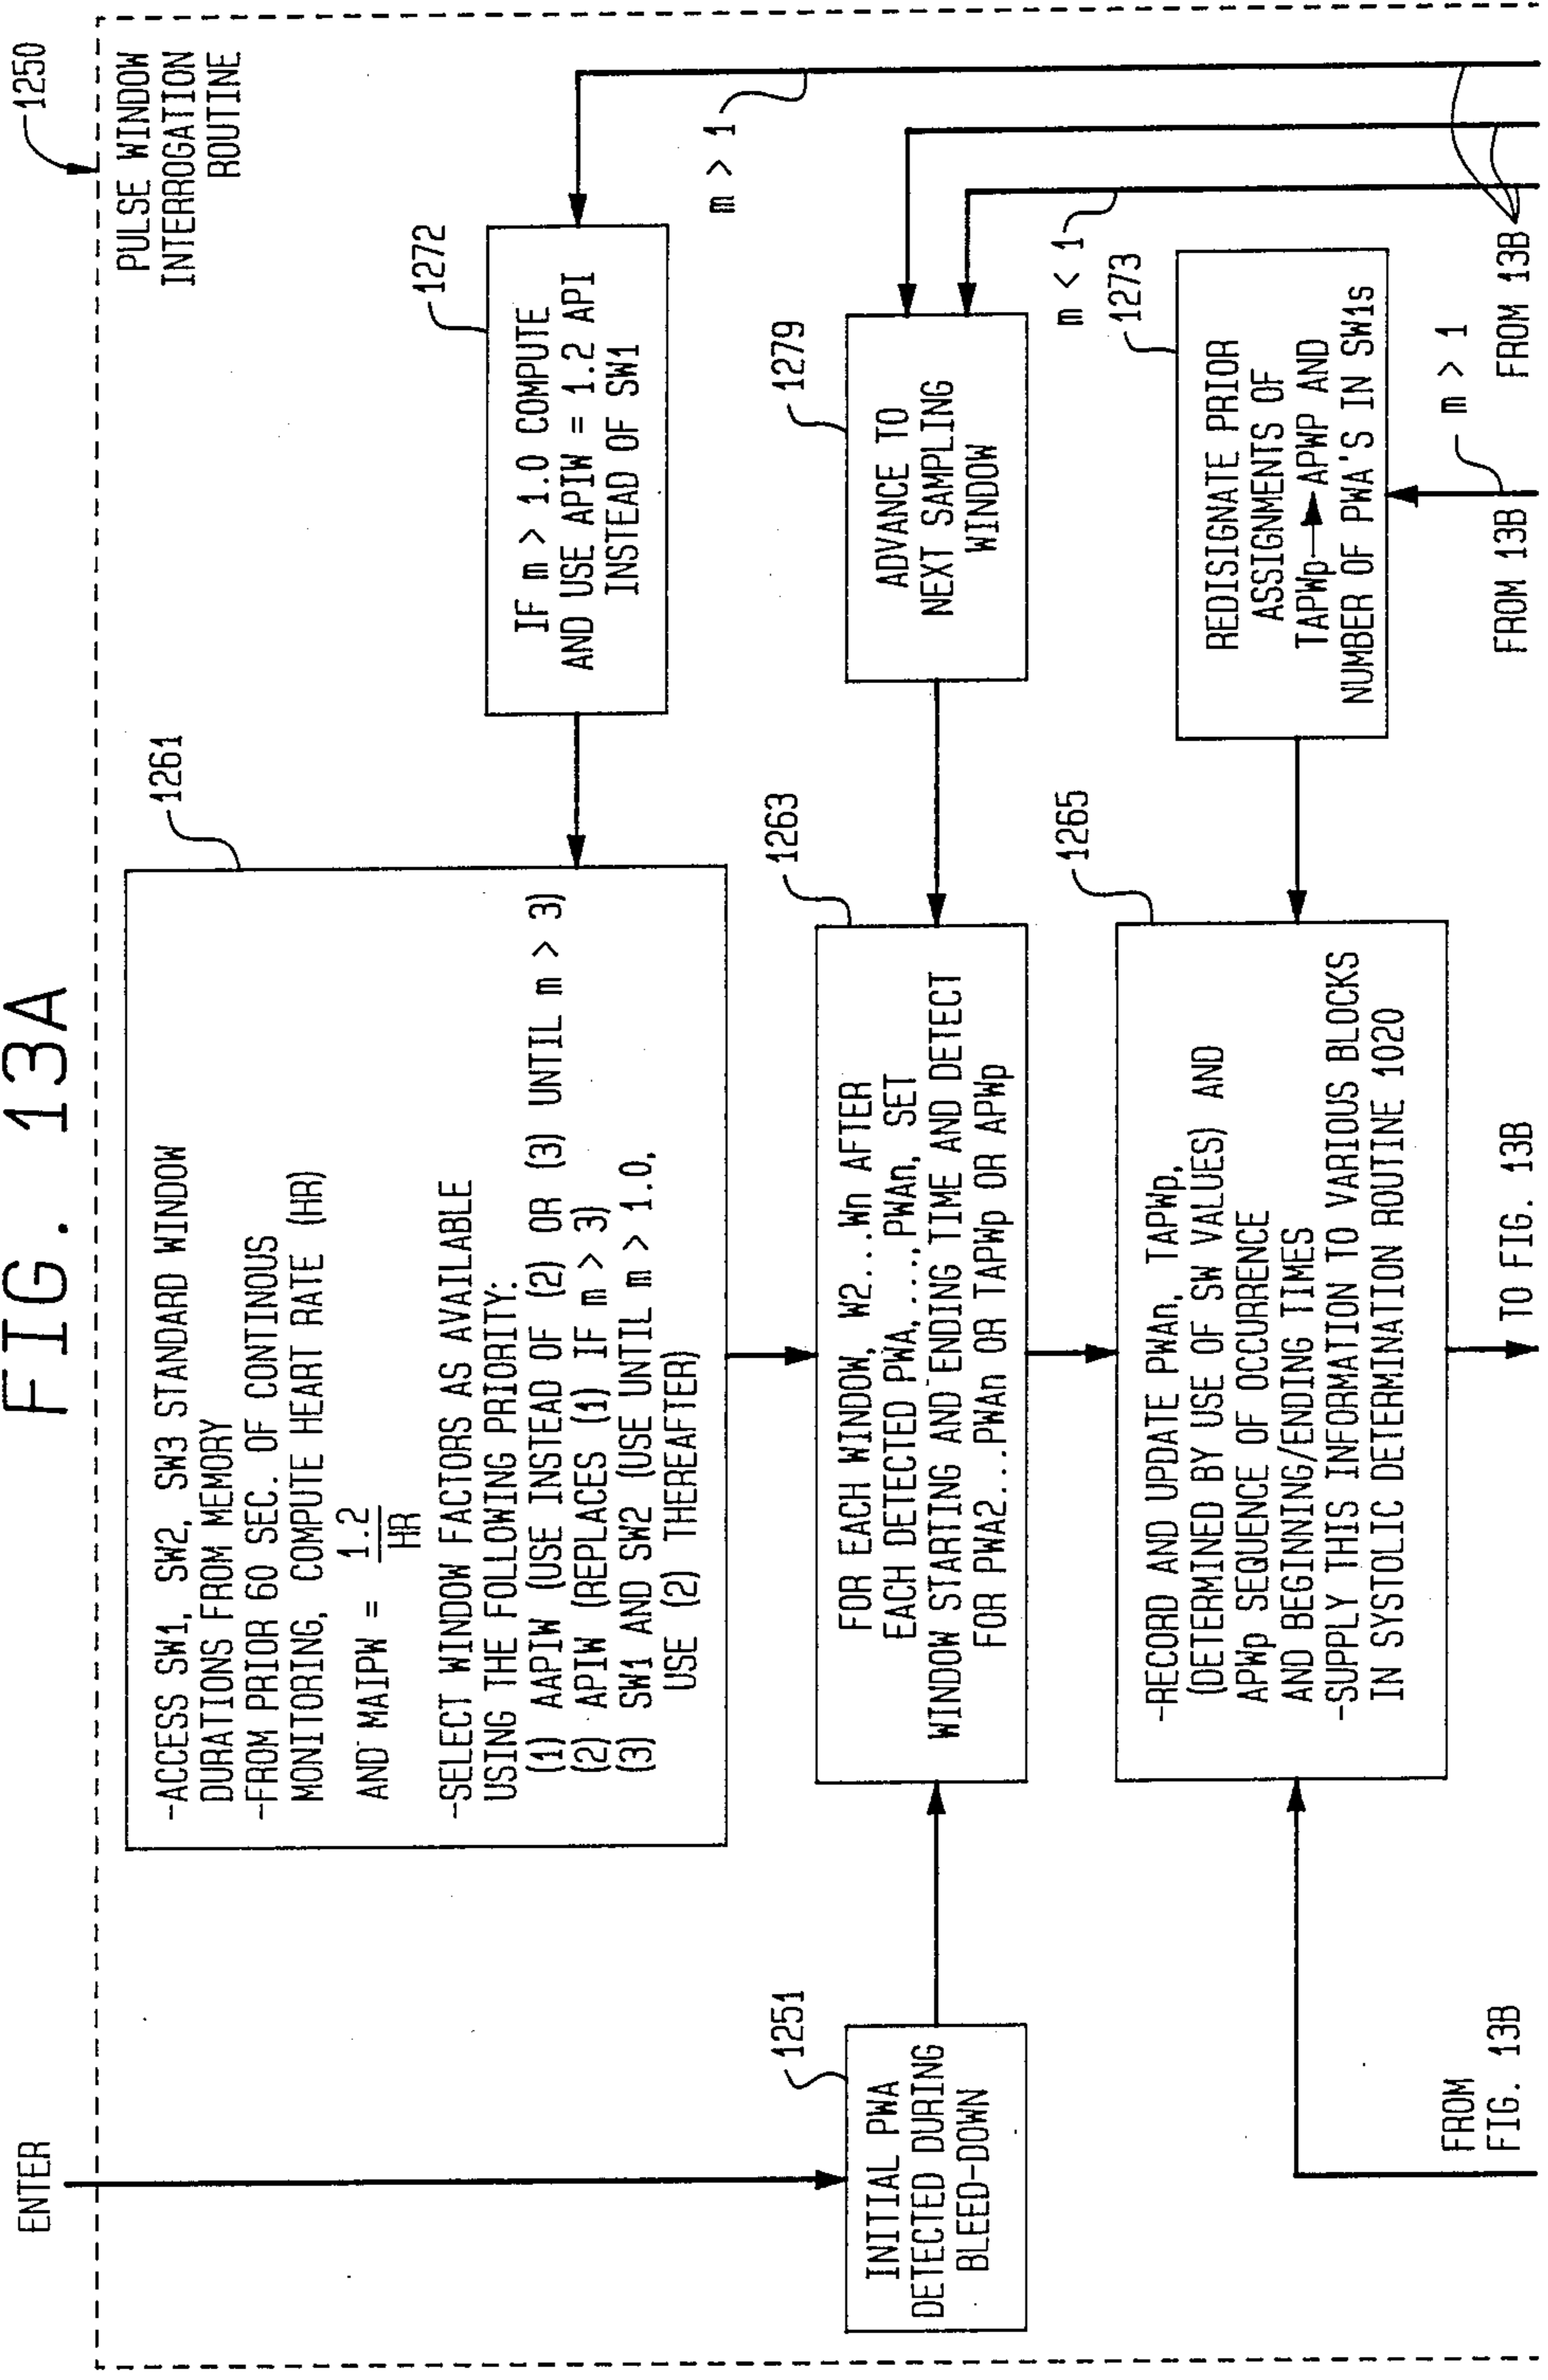 FIG. 13A
ENTER
1250
PULSE WINDOW
INTERROGATION
ROUTINE
1261
-ACCESS SW1, SW2, SW3 STANDARD WINDOW
DURATIONS FROM MEMORY
-FROM PRIOR 60 SEC. OF CONTINOUS
MONITORING, COMPUTE HEART RATE (HR)
AND MAIPW = 1.2
HR
-SELECT WINDOW FACTORS AS AVAILABLE
USING THE FOLLOWING PRIORITY:
(1) AAPIW (USE INSTEAD OF (2) OR (3) UNTIL m > 3)
(2) APIW (REPLACES (1) IF m > 3)
(3) SW1 AND SW2 (USE UNTIL m > 1.0,
USE (2) THEREAFTER)
1272
IF m > 1.0 COMPUTE
AND USE APIW = 1.2 API
INSTEAD OF SW1
m > 1
1251
INITIAL PWA
DETECTED DURING
BLEED-DOWN
1263
FOR EACH WINDOW, W2...Wn AFTER
EACH DETECTED PWA,...,PWAn, SET
WINDOW STARTING AND ENDING TIME AND DETECT
FOR PWA2...PWAn OR TAPWp OR APWp
1279
ADVANCE TO
NEXT SAMPLING
WINDOW
m < 1
1265
-RECORD AND UPDATE PWAn, TAPWp,
(DETERMINED BY USE OF SW VALUES) AND
APWp SEQUENCE OF OCCURRENCE
AND BEGINNING/ENDING TIMES
-SUPPLY THIS INFORMATION TO VARIOUS BLOCKS
IN SYSTOLIC DETERMINATION ROUTINE 1020
1273
REDISIGNATE PRIOR
ASSIGNMENTS OF
TAPWp→APWP AND
NUMBER OF PWA'S IN SW1s
m > 1
FROM
FIG. 13B
TO FIG. 13B
FROM 13B
FROM 13B